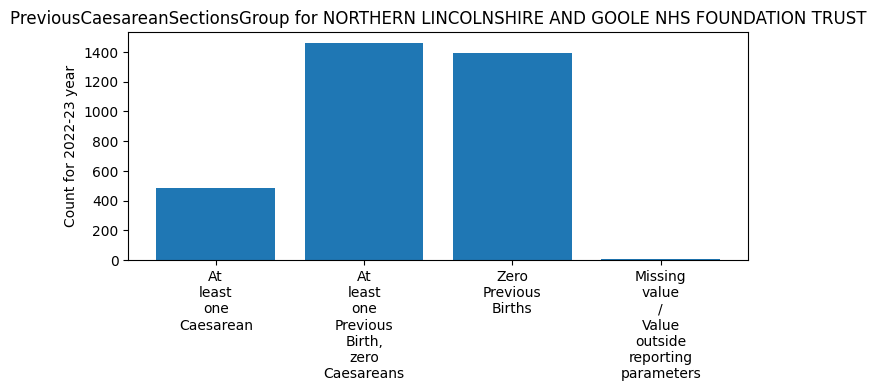 PreviousCaesareanSectionsGroup for NORTHERN LINCOLNSHIRE AND GOOLE NHS FOUNDATION TRUST
Count for 2022-23 year
1400
1200
1000
800
600
400
200
0
At
least
one
Caesarean
At
least
one
Previous
Birth,
zero
Caesareans
Zero
Previous
Births
Missing
value
/
Value
outside
reporting
parameters